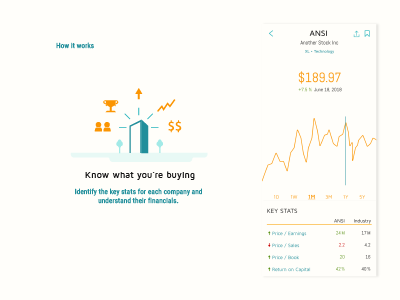 How it works
$$
Know what you're buying
Identify the key stats for each company and
understand their financials.
ANSI
Another Stock Inc
XL • Technology
$189.97
+7.5 % June 18, 2018
1D 1W 1M 3M 1Y 5Y
KEY STATS
ANSI Industry
Price / Earnings 24M 17M
Price / Sales 2.2 4.2
Price / Book 20 16
Return on Capital 42% 46%